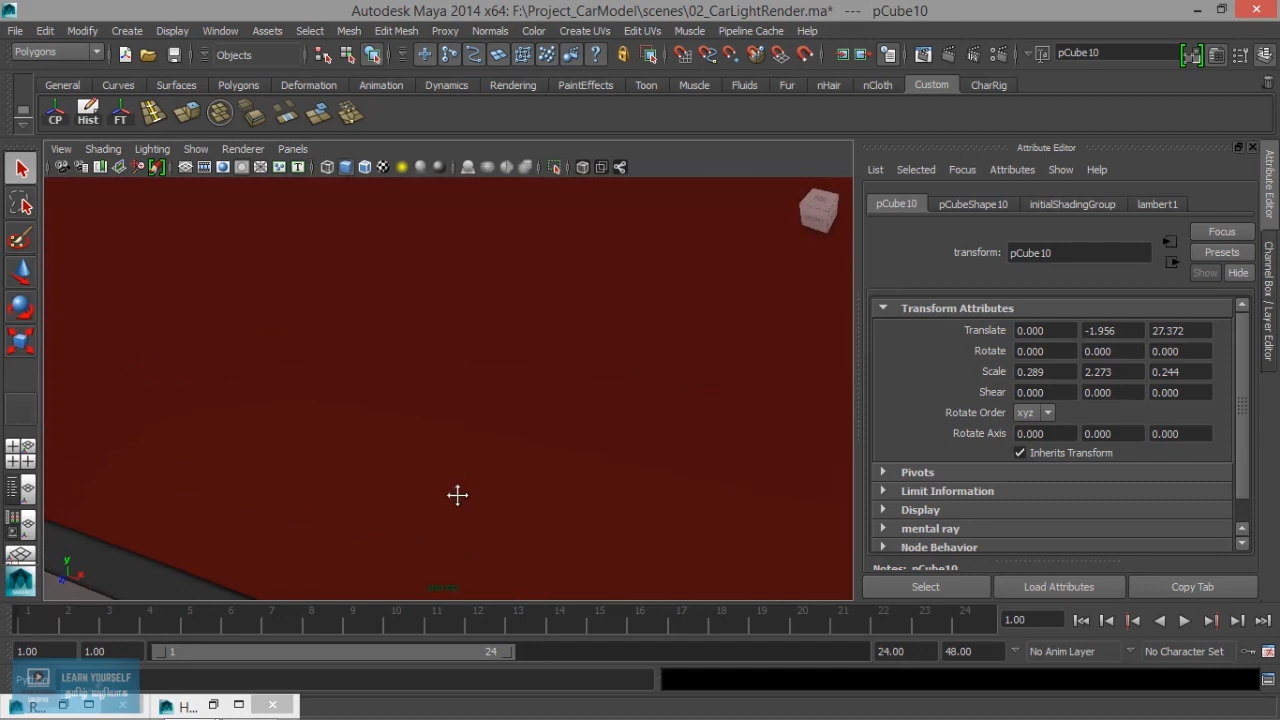 Autodesk Maya 2014 x64: F:\Project_CarModel\scenes\02_CarLightRender.ma* --- pCube10
File Edit Modify Create Display Window Assets Select Mesh Edit Mesh Proxy Normals Color Create UVs Edit UVs Muscle Pipeline Cache Help
Polygons Objects pCube10
General Curves Surfaces Polygons Deformation Animation Dynamics Rendering PaintEffects Toon Muscle Fluids Fur nHair nCloth Custom CharRig
CP Hist FT
View Shading Lighting Show Renderer Panels
Attribute Editor
List Selected Focus Attributes Show Help
pCube10 pCubeShape10 initialShadingGroup lambert1
Focus
transform: pCube10 Presets
Show Hide
Transform Attributes
Translate 0.000 -1.956 27.372
Rotate 0.000 0.000 0.000
Scale 0.289 2.273 0.244
Shear 0.000 0.000 0.000
Rotate Order xyz
Rotate Axis 0.000 0.000 0.000
Inherits Transform
Pivots
Limit Information
Display
mental ray
Node Behavior
Notes: pCube10
Select Load Attributes Copy Tab
Attribute Editor
Channel Box / Layer Editor
TOP
FRONT
y
x
z
persp
1 2 3 4 5 6 7 8 9 10 11 12 13 14 15 16 17 18 19 20 21 22 23 24 1.00
1.00 1.00 1 24 24.00 48.00 No Anim Layer No Character Set
LEARN YOURSELF
தமிழ் வழியாக
CREATIVE
R... H...